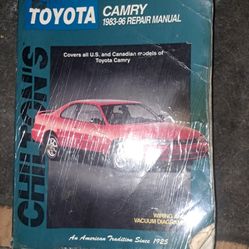 TOYOTA
CAMRY
1983-96 REPAIR MANUAL
Covers all U.S. and Canadian models of
Toyota Camry
CHILTON'S
WIRING AND
VACUUM DIAGRAMS
An American Tradition Since 1925